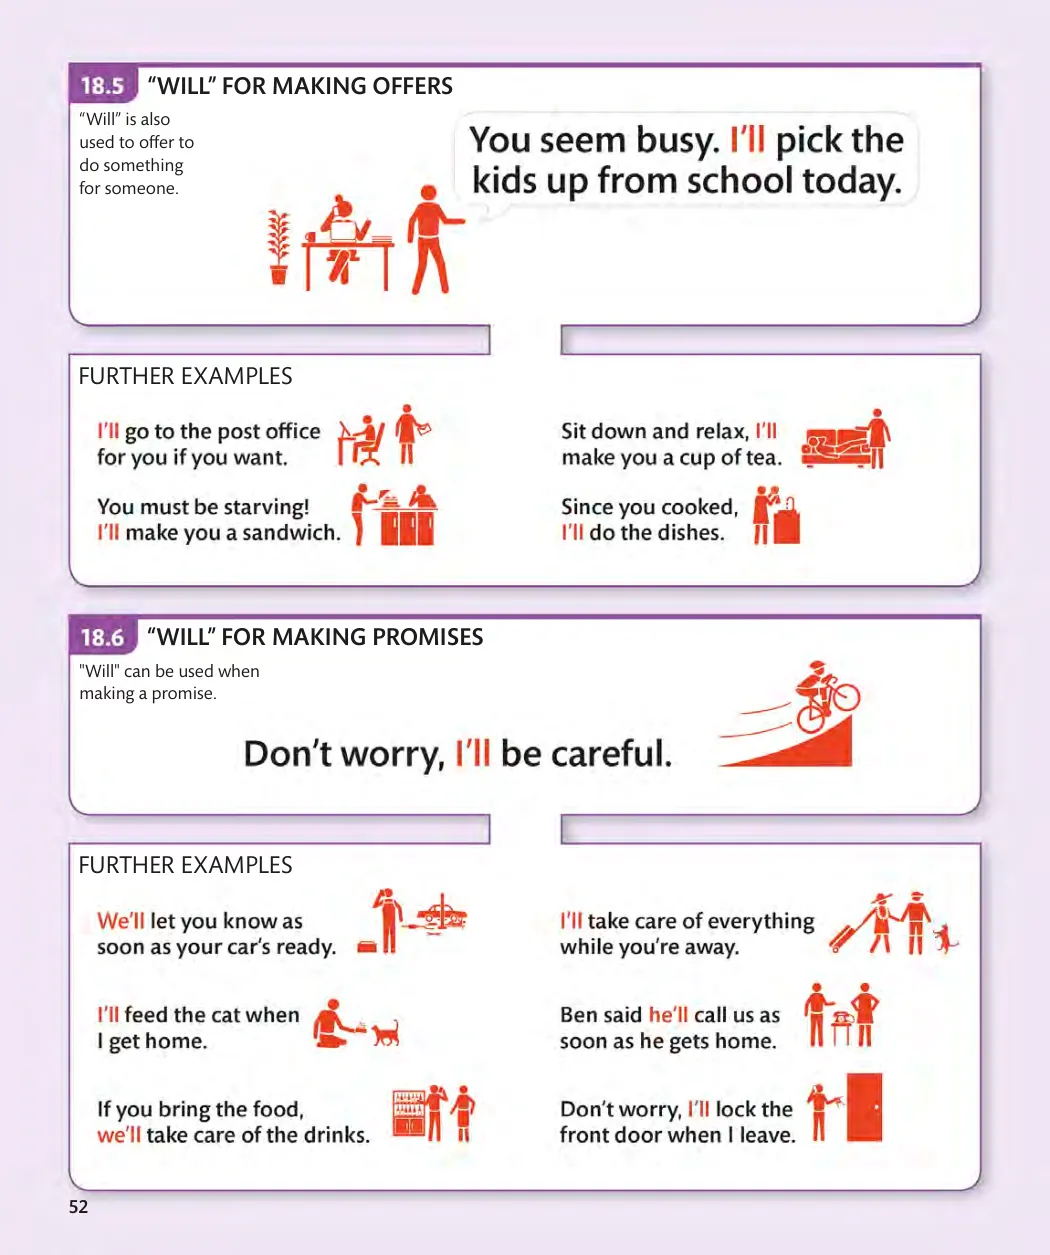 18.5 “WILL” FOR MAKING OFFERS
“Will” is also
used to offer to
do something
for someone.
You seem busy. I’ll pick the
kids up from school today.
FURTHER EXAMPLES
I’ll go to the post office
for you if you want.
Sit down and relax, I’ll
make you a cup of tea.
You must be starving!
I’ll make you a sandwich.
Since you cooked,
I’ll do the dishes.
18.6 “WILL” FOR MAKING PROMISES
"Will" can be used when
making a promise.
Don’t worry, I’ll be careful.
FURTHER EXAMPLES
We’ll let you know as
soon as your car’s ready.
I’ll take care of everything
while you’re away.
I’ll feed the cat when
I get home.
Ben said he’ll call us as
soon as he gets home.
If you bring the food,
we’ll take care of the drinks.
Don’t worry, I’ll lock the
front door when I leave.
52